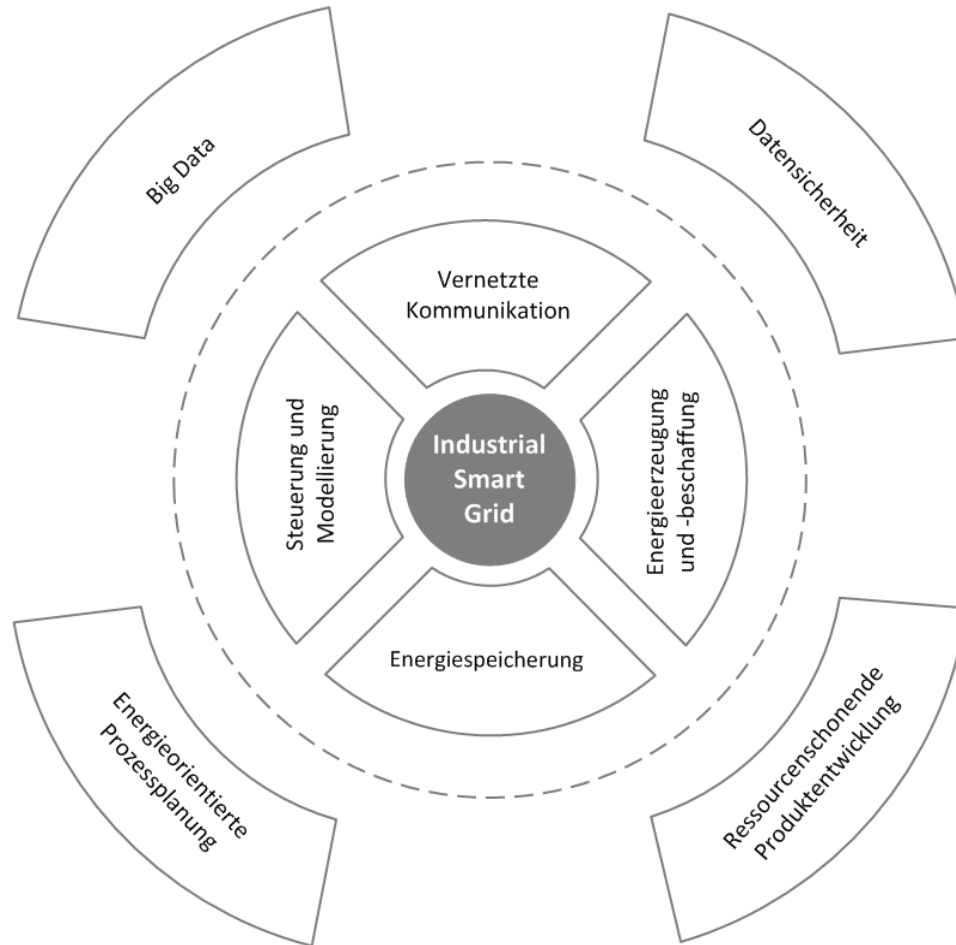 Big Data
Datensicherheit
Vernetzte
Kommunikation
Steuerung und
Modellierung
Industrial
Smart
Grid
Energieerzeugung
und -beschaffung
Energiespeicherung
Energieorientierte
Prozessplanung
Ressourcenschonende
Produktentwicklung